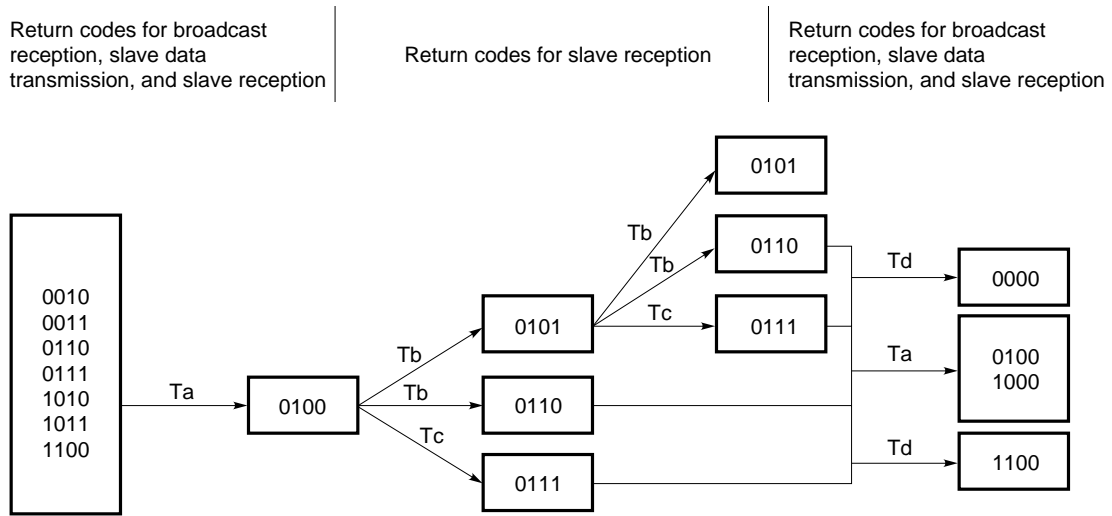 Return codes for broadcast
reception, slave data
transmission, and slave reception
Return codes for slave reception
Return codes for broadcast
reception, slave data
transmission, and slave reception
0010
0011
0110
0111
1010
1011
1100
Ta
0100
Tb
Tb
Tc
0101
0110
0111
Tb
Tb
Tc
0101
0110
0111
Td
Ta
Td
0000
0100
1000
1100